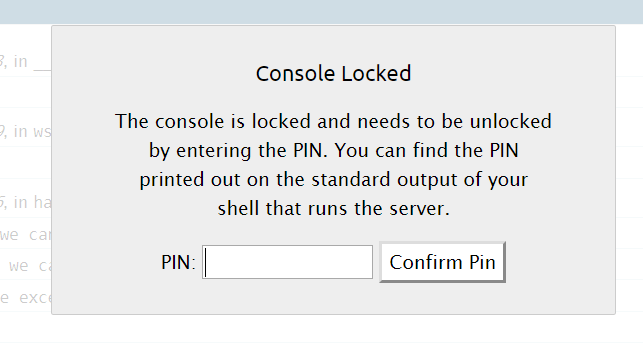 Console Locked
3, in __
The console is locked and needs to be unlocked
by entering the PIN. You can find the PIN
9, in ws
printed out on the standard output of your
5, in ha
shell that runs the server.
we car
we ca
PIN: Confirm Pin
e exce